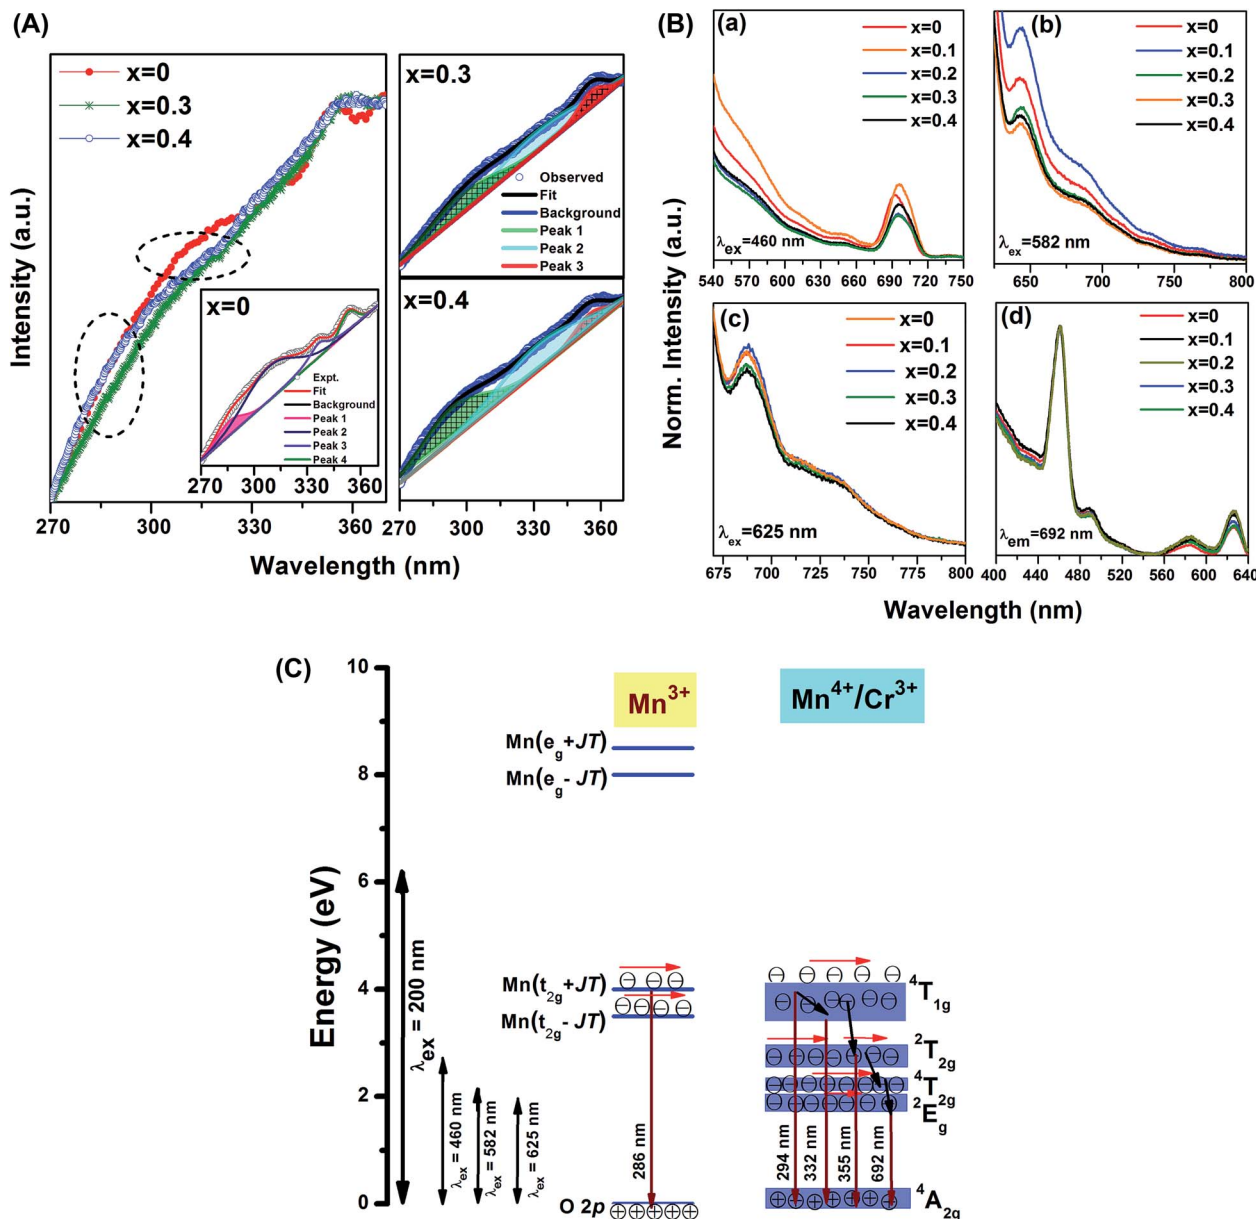 (A)
Intensity (a.u.)
x=0
x=0.3
x=0.4
x=0
Expt.
Fit
Background
Peak 1
Peak 2
Peak 3
Peak 4
270 300 330 360
270 300 330 360
x=0.3
Observed
Fit
Background
Peak 1
Peak 2
Peak 3
x=0.4
270 300 330 360
Wavelength (nm)
(B)
Norm. Intensity (a.u.)
(a)
x=0
x=0.1
x=0.2
x=0.3
x=0.4
λex=460 nm
540 570 600 630 660 690 720 750
(b)
x=0
x=0.1
x=0.2
x=0.3
x=0.4
λex=582 nm
650 700 750 800
(c)
x=0
x=0.1
x=0.2
x=0.3
x=0.4
λex=625 nm
675 700 725 750 775 800
(d)
x=0
x=0.1
x=0.2
x=0.3
x=0.4
λem=692 nm
400 440 480 520 560 600 640
Wavelength (nm)
(C)
Energy (eV)
10
8
6
4
2
0
λex = 200 nm
λex = 460 nm
λex = 582 nm
λex = 625 nm
Mn3+
Mn(eg+JT)
Mn(eg- JT)
Mn(t2g+JT)
Mn(t2g- JT)
286 nm
O 2p
Mn4+/Cr3+
4T1g
2T2g
4T2g
2Eg
294 nm
332 nm
355 nm
692 nm
4A2g